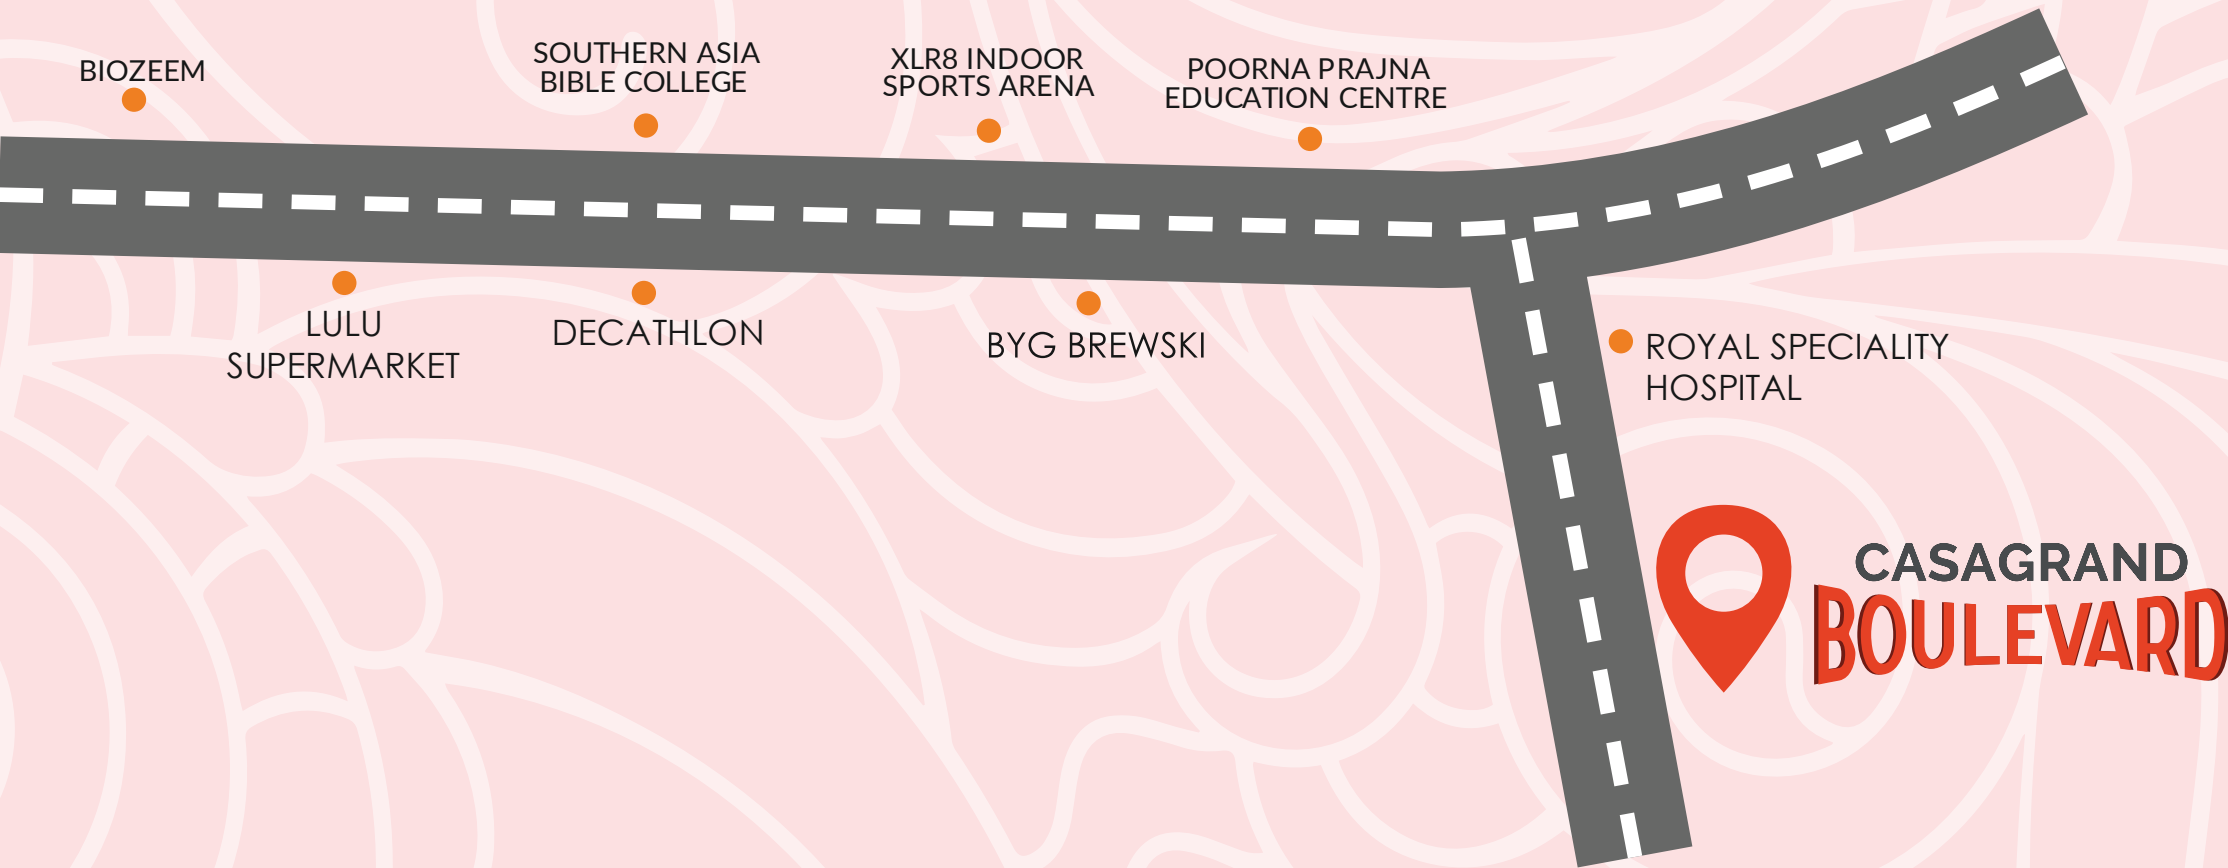 BIOZEEM
SOUTHERN ASIA
BIBLE COLLEGE
XLR8 INDOOR
SPORTS ARENA
POORNA PRAJNA
EDUCATION CENTRE
LULU
SUPERMARKET
DECATHLON
BYG BREWSKI
ROYAL SPECIALITY
HOSPITAL
CASAGRAND
BOULEVARD